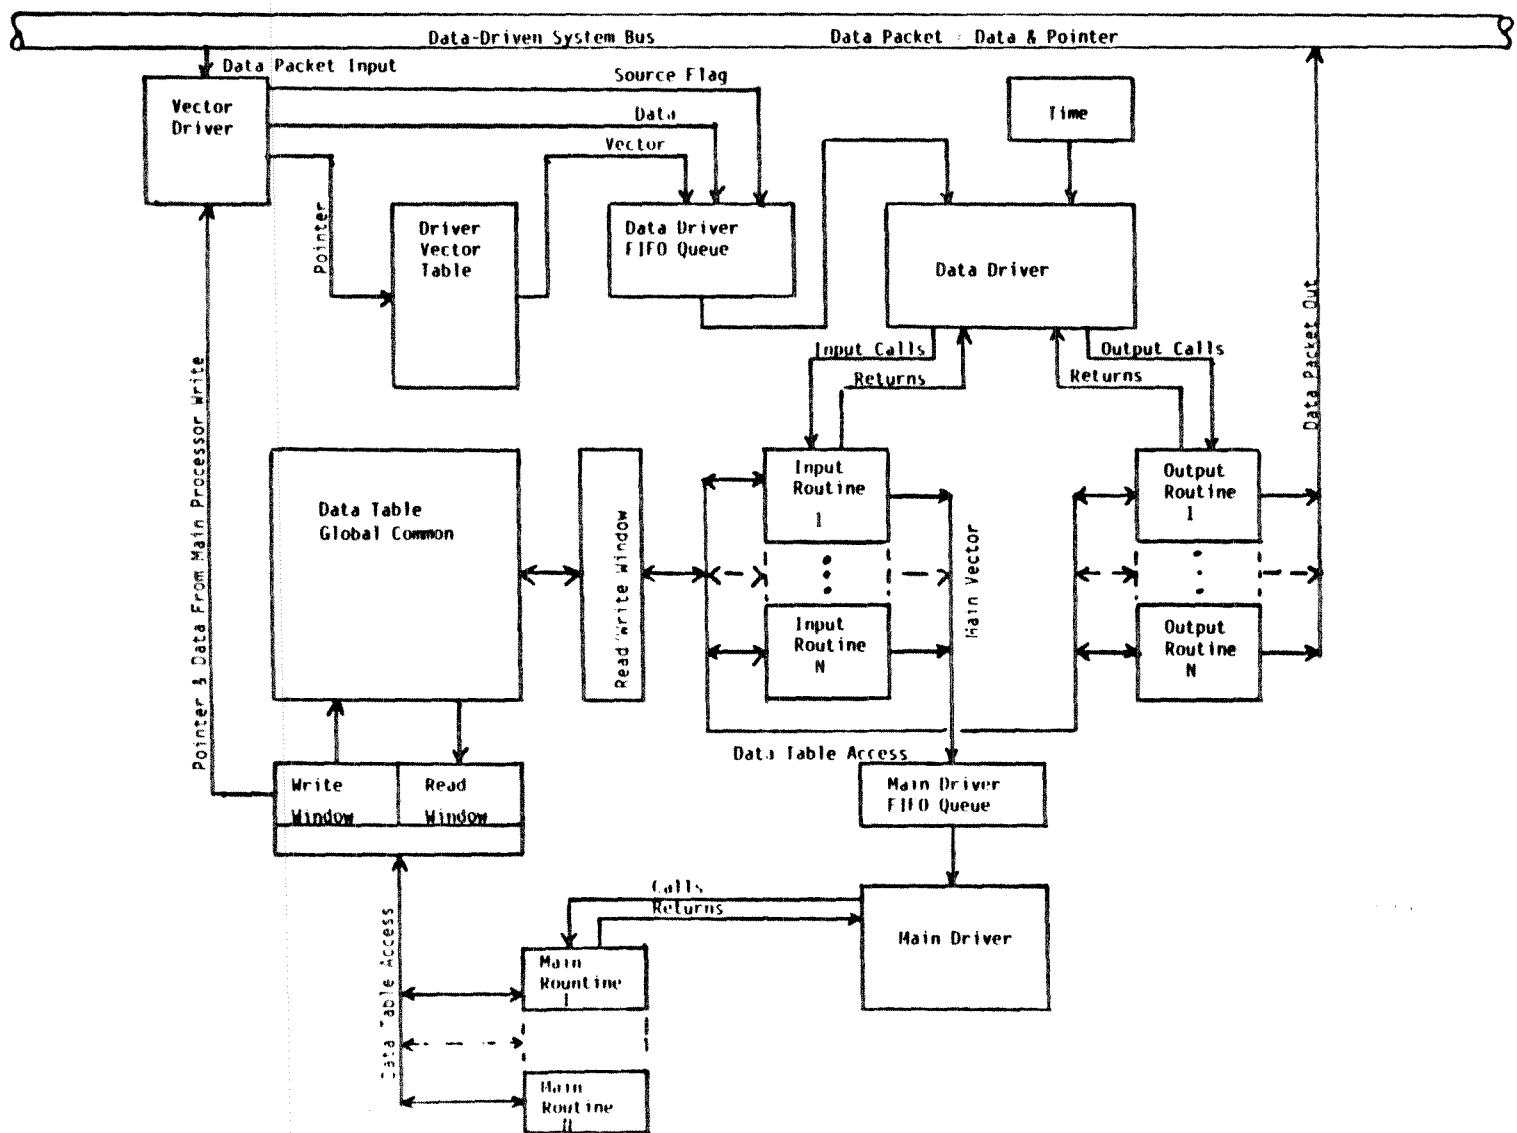 Data-Driven System Bus
Data Packet : Data & Pointer
Data Packet Input
Source Flag
Vector
Driver
Data
Vector
Time
Pointer
Driver
Vector
Table
Data Driver
FIFO Queue
Data Driver
Input Calls
Returns
Output Calls
Returns
Data Packet Out
Pointer & Data From Main Processor Write
Data Table
Global Common
Read/Write Window
Input
Routine
1
Input
Routine
N
Main Vector
Output
Routine
1
Output
Routine
N
Data Table Access
Write
Window
Read
Window
Main Driver
FIFO Queue
Calls
Returns
Main Driver
Data Table Access
Main
Rountine
1
Main
Routine
N